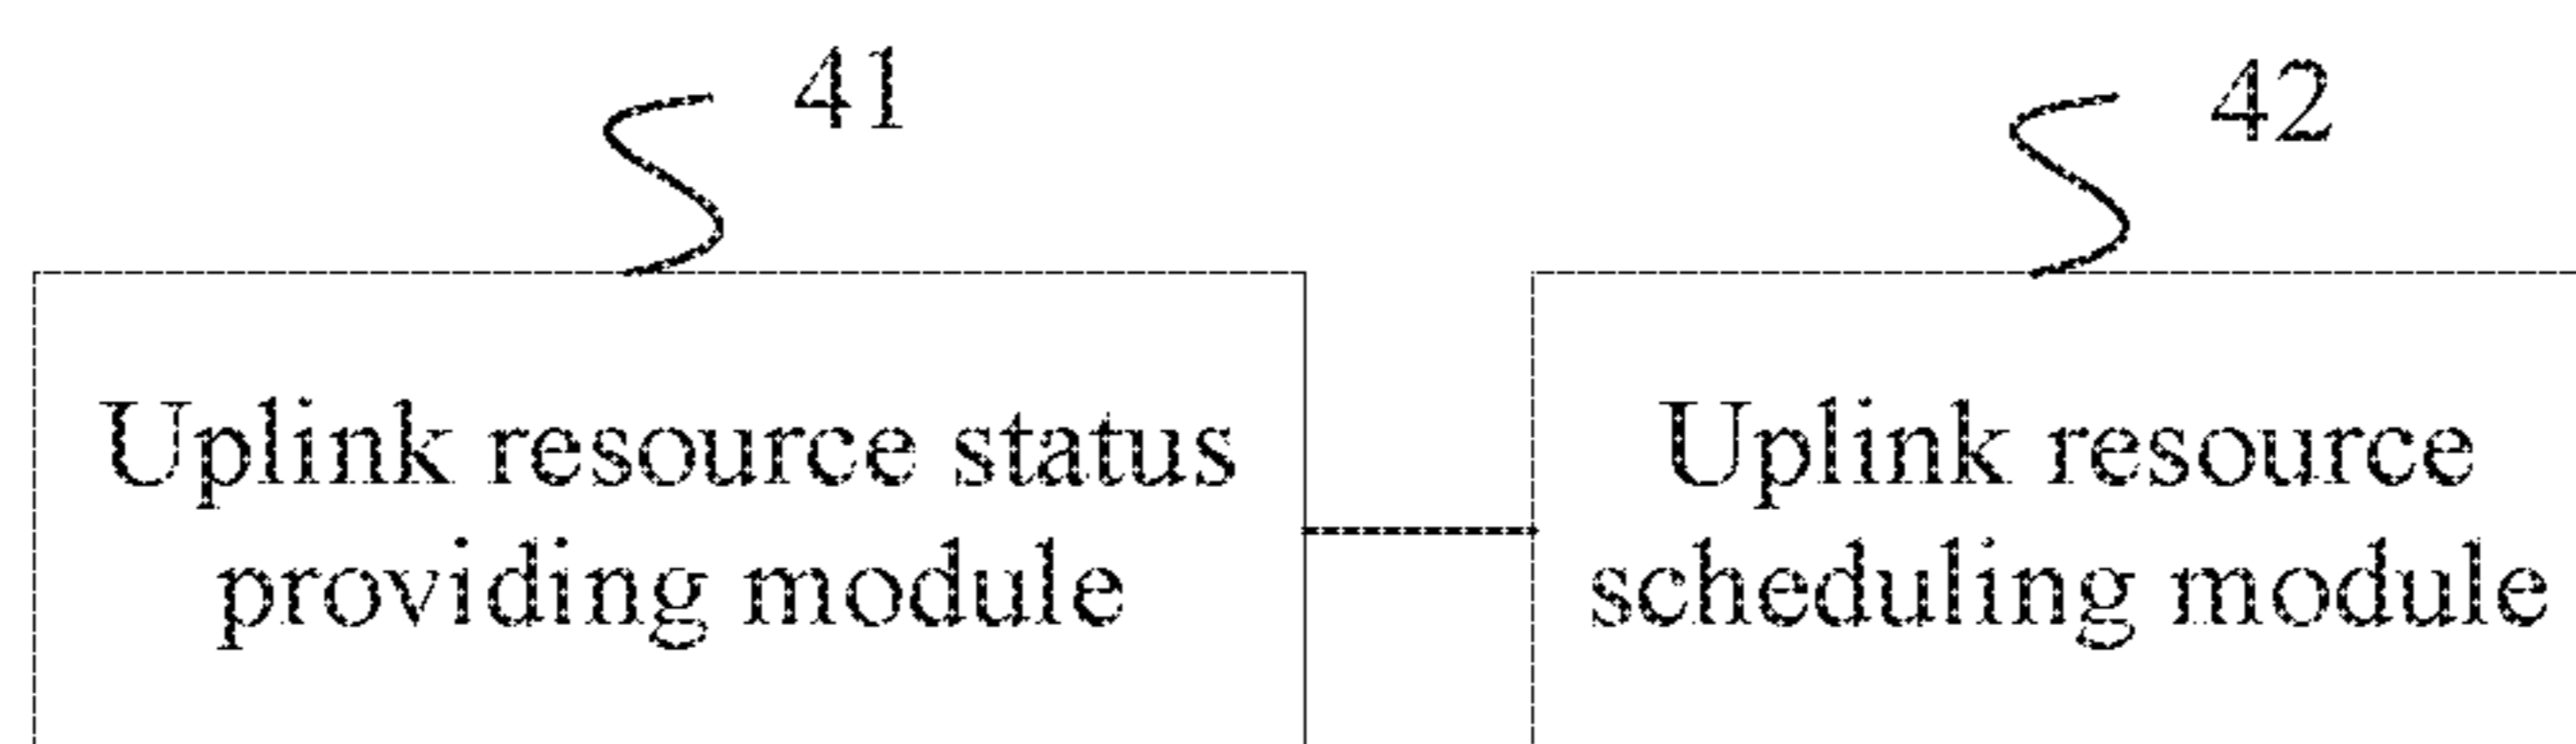 41
42
Uplink resource status
providing module
Uplink resource
scheduling module